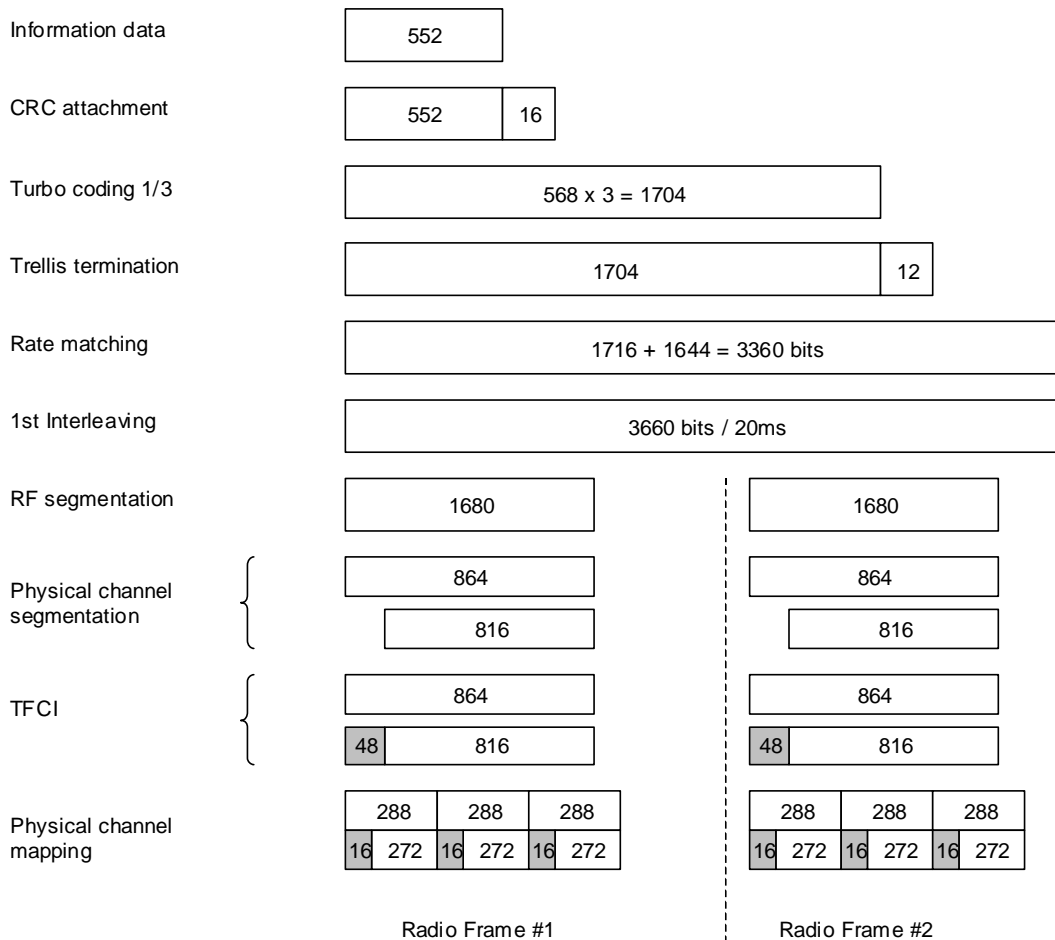 Information data
552
CRC attachment
552 16
Turbo coding 1/3
568 x 3 = 1704
Trellis termination
1704 12
Rate matching
1716 + 1644 = 3360 bits
1st Interleaving
3660 bits / 20ms
RF segmentation
1680 1680
Physical channel
segmentation
864 864
816 816
TFCI
864 864
48 816 48 816
Physical channel
mapping
288 288 288 288 288 288
16 272 16 272 16 272 16 272 16 272 16 272
Radio Frame #1 Radio Frame #2